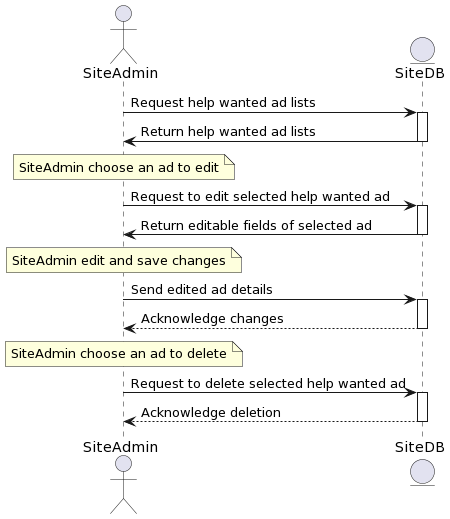 SiteAdmin
SiteDB
Request help wanted ad lists
Return help wanted ad lists
SiteAdmin choose an ad to edit
Request to edit selected help wanted ad
Return editable fields of selected ad
SiteAdmin edit and save changes
Send edited ad details
Acknowledge changes
SiteAdmin choose an ad to delete
Request to delete selected help wanted ad
Acknowledge deletion
SiteAdmin
SiteDB